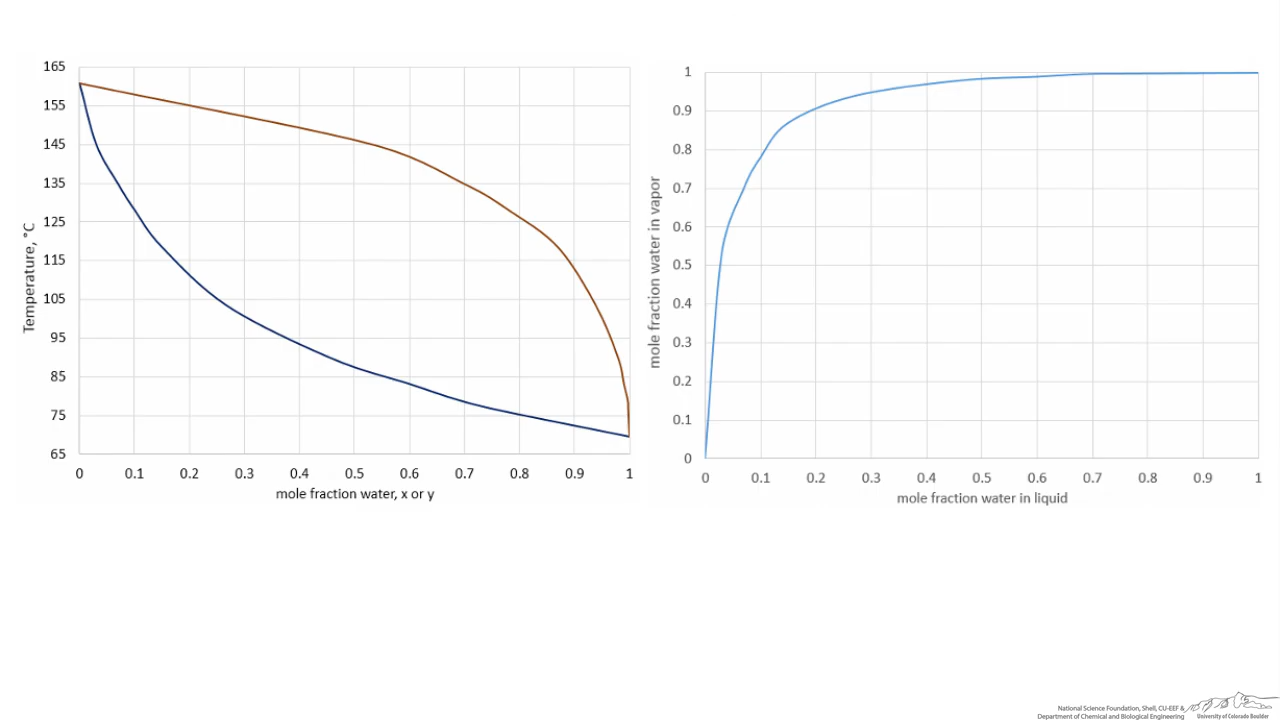 165
155
145
135
125
115
105
95
85
75
65
Temperature, °C
0 0.1 0.2 0.3 0.4 0.5 0.6 0.7 0.8 0.9 1
mole fraction water, x or y
1
0.9
0.8
0.7
0.6
0.5
0.4
0.3
0.2
0.1
0
mole fraction water in vapor
0 0.1 0.2 0.3 0.4 0.5 0.6 0.7 0.8 0.9 1
mole fraction water in liquid
National Science Foundation, Shell, CU-EEF &
Department of Chemical and Biological Engineering
University of Colorado Boulder